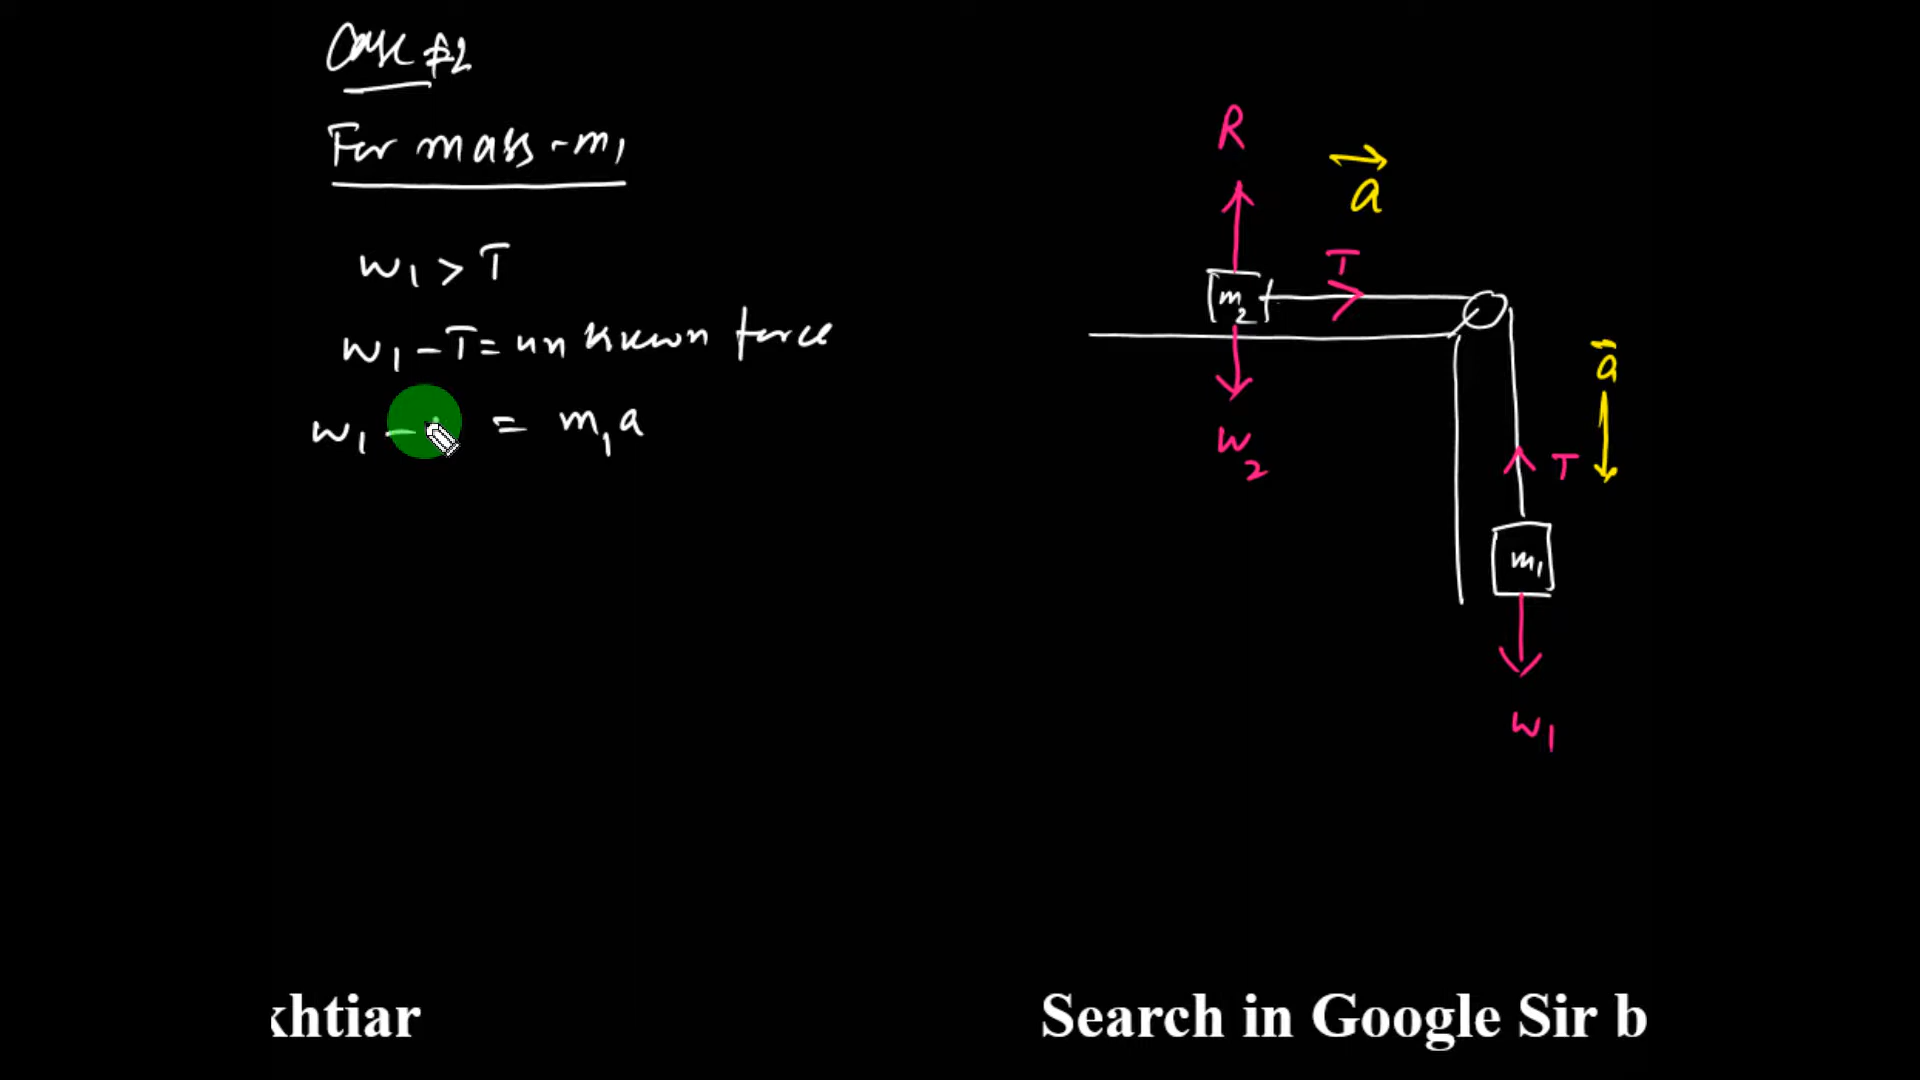 Case #2
For mass - m1
w1 > T
w1 - T = unknown force
w1 - = m1a
R
a
T
m2
w2
a
T
m1
w1
khtiar
Search in Google Sir b